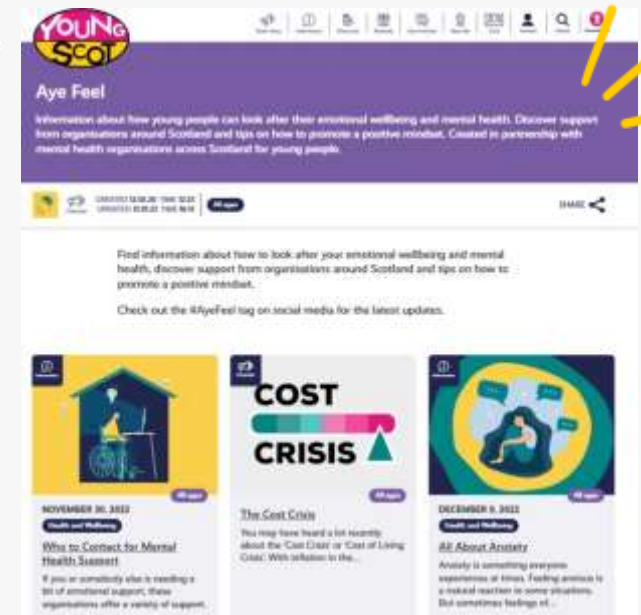 YOUNG
SCOT
Aye Feel
Information about how young people can look after their emotional wellbeing and mental health. Discover support
from organisations around Scotland and tips on how to promote a positive mindset. Created in partnership with
mental health organisations across Scotland for young people.
All ages
SHARE
Find information about how to look after your emotional wellbeing and mental
health, discover support from organisations around Scotland and tips on how to
promote a positive mindset.
Check out the #AyeFeel tag on social media for the latest updates.
All ages
NOVEMBER 30, 2022
Health and Wellbeing
Who to Contact for Mental
Health Support
If you or somebody else is needing a
bit of emotional support, these
organisations offer a variety of support.
COST
CRISIS
All ages
The Cost Crisis
You may have heard a lot recently
about the 'Cost Crisis' or 'Cost of Living
Crisis'. With inflation in the...
All ages
DECEMBER 9, 2022
Health and Wellbeing
All About Anxiety
Anxiety is something everyone
experiences at times. Feeling anxious is
a natural reaction to some situations.
But sometimes feelings of...